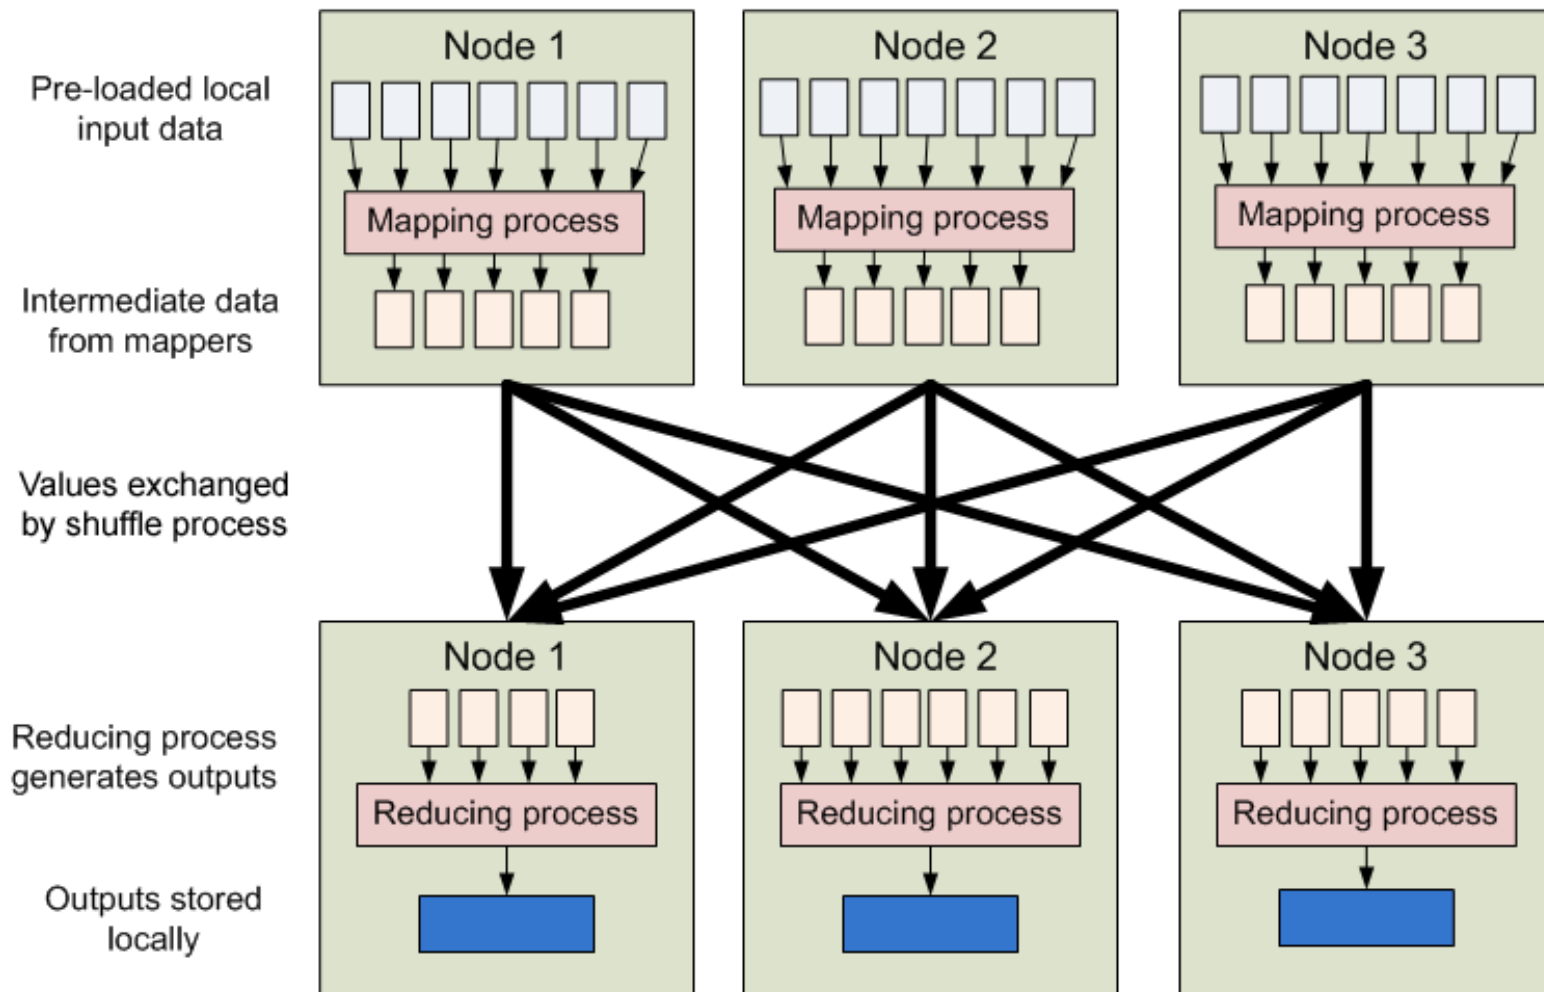 Node 1
Node 2
Node 3
Pre-loaded local
input data
Mapping process
Mapping process
Mapping process
Intermediate data
from mappers
Values exchanged
by shuffle process
Node 1
Node 2
Node 3
Reducing process
generates outputs
Reducing process
Reducing process
Reducing process
Outputs stored
locally